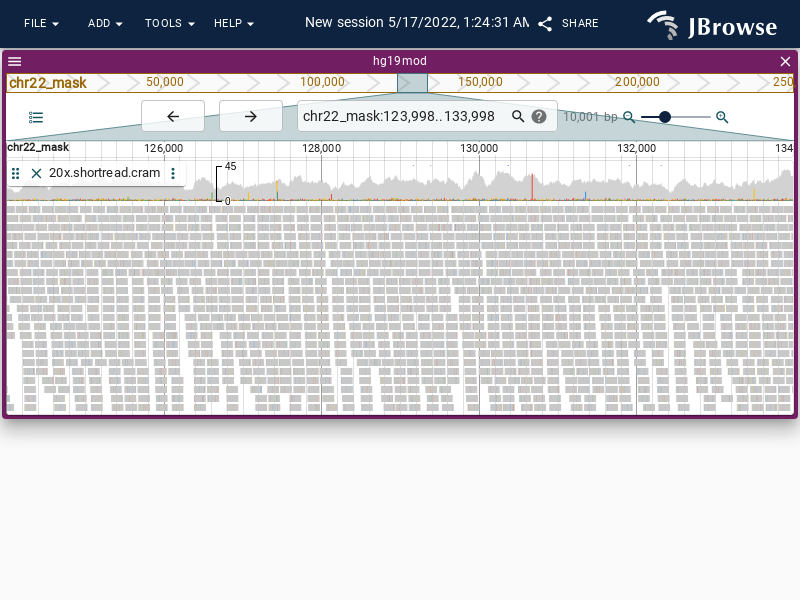 FILE ADD TOOLS HELP New session 5/17/2022, 1:24:31 AM SHARE JBrowse
hg19mod
chr22_mask 50,000 100,000 150,000 200,000 250
chr22_mask:123,998..133,998 10,001 bp
chr22_mask 126,000 128,000 130,000 132,000 134
20x.shortread.cram 45
0